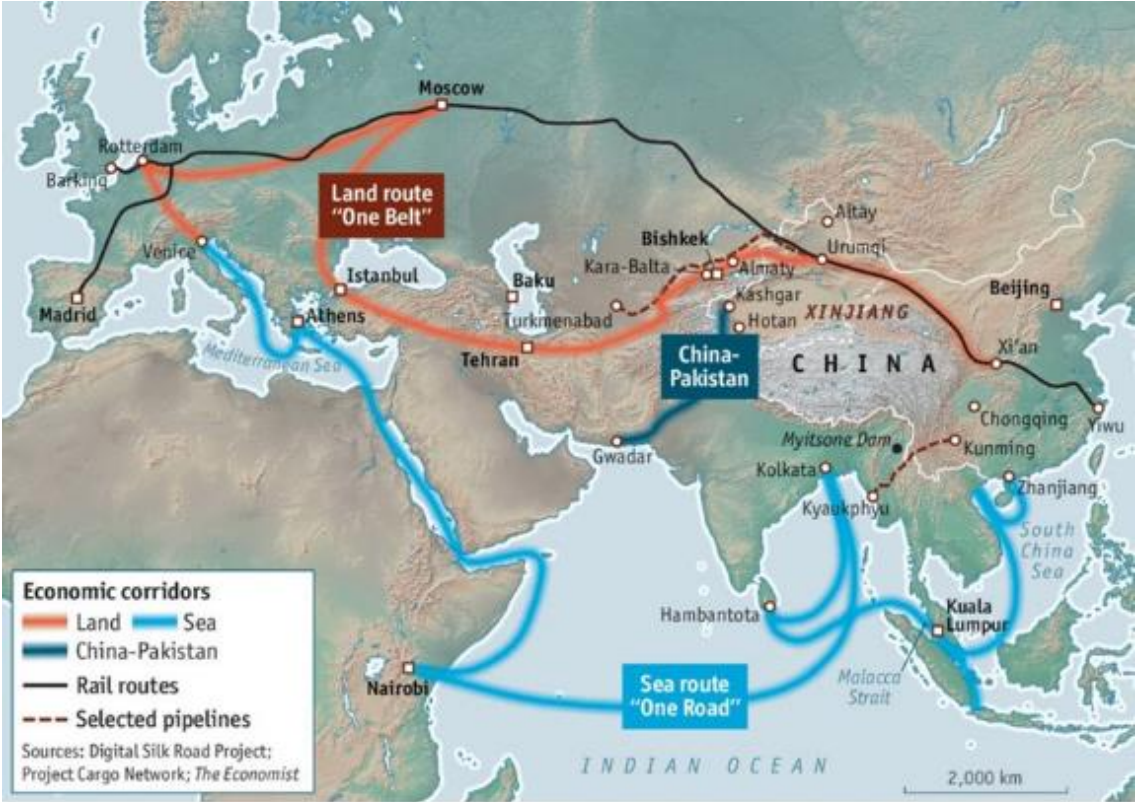 Moscow
Rotterdam
Barking
Land route
"One Belt"
Altay
Bishkek
Urumqi
Venice
Kara-Balta
Almaty
Istanbul
Baku
Kashgar
Beijing
Madrid
Athens
Turkmenabad
Hotan
XINJIANG
Mediterranean Sea
Tehran
China-
Pakistan
CHINA
Xi'an
Chongqing
Yiwu
Gwadar
Myitsone Dam
Kunming
Kolkata
Zhanjiang
Kyaukphyu
South
China
Sea
Hambantota
Kuala
Lumpur
Malacca
Strait
Nairobi
Sea route
"One Road"
INDIAN OCEAN
2,000 km
Economic corridors
Land Sea
China-Pakistan
Rail routes
Selected pipelines
Sources: Digital Silk Road Project;
Project Cargo Network; The Economist